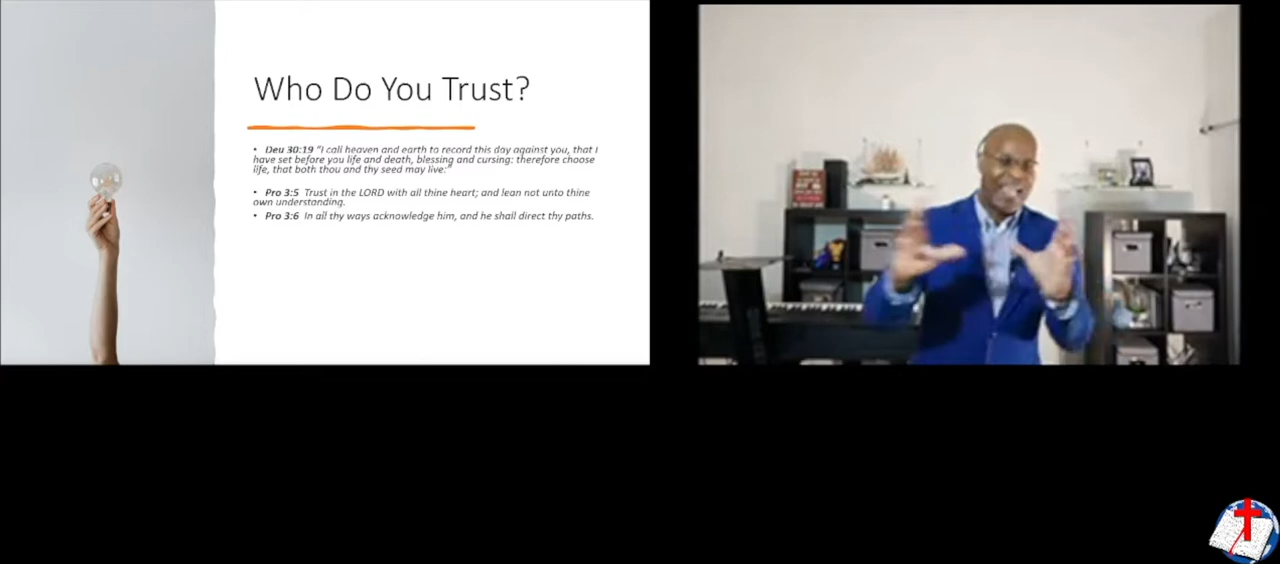 Who Do You Trust?
• Deu 30:19 “I call heaven and earth to record this day against you, that I
have set before you life and death, blessing and cursing: therefore choose
life, that both thou and thy seed may live:”
• Pro 3:5 Trust in the LORD with all thine heart; and lean not unto thine
own understanding.
• Pro 3:6 In all thy ways acknowledge him, and he shall direct thy paths.